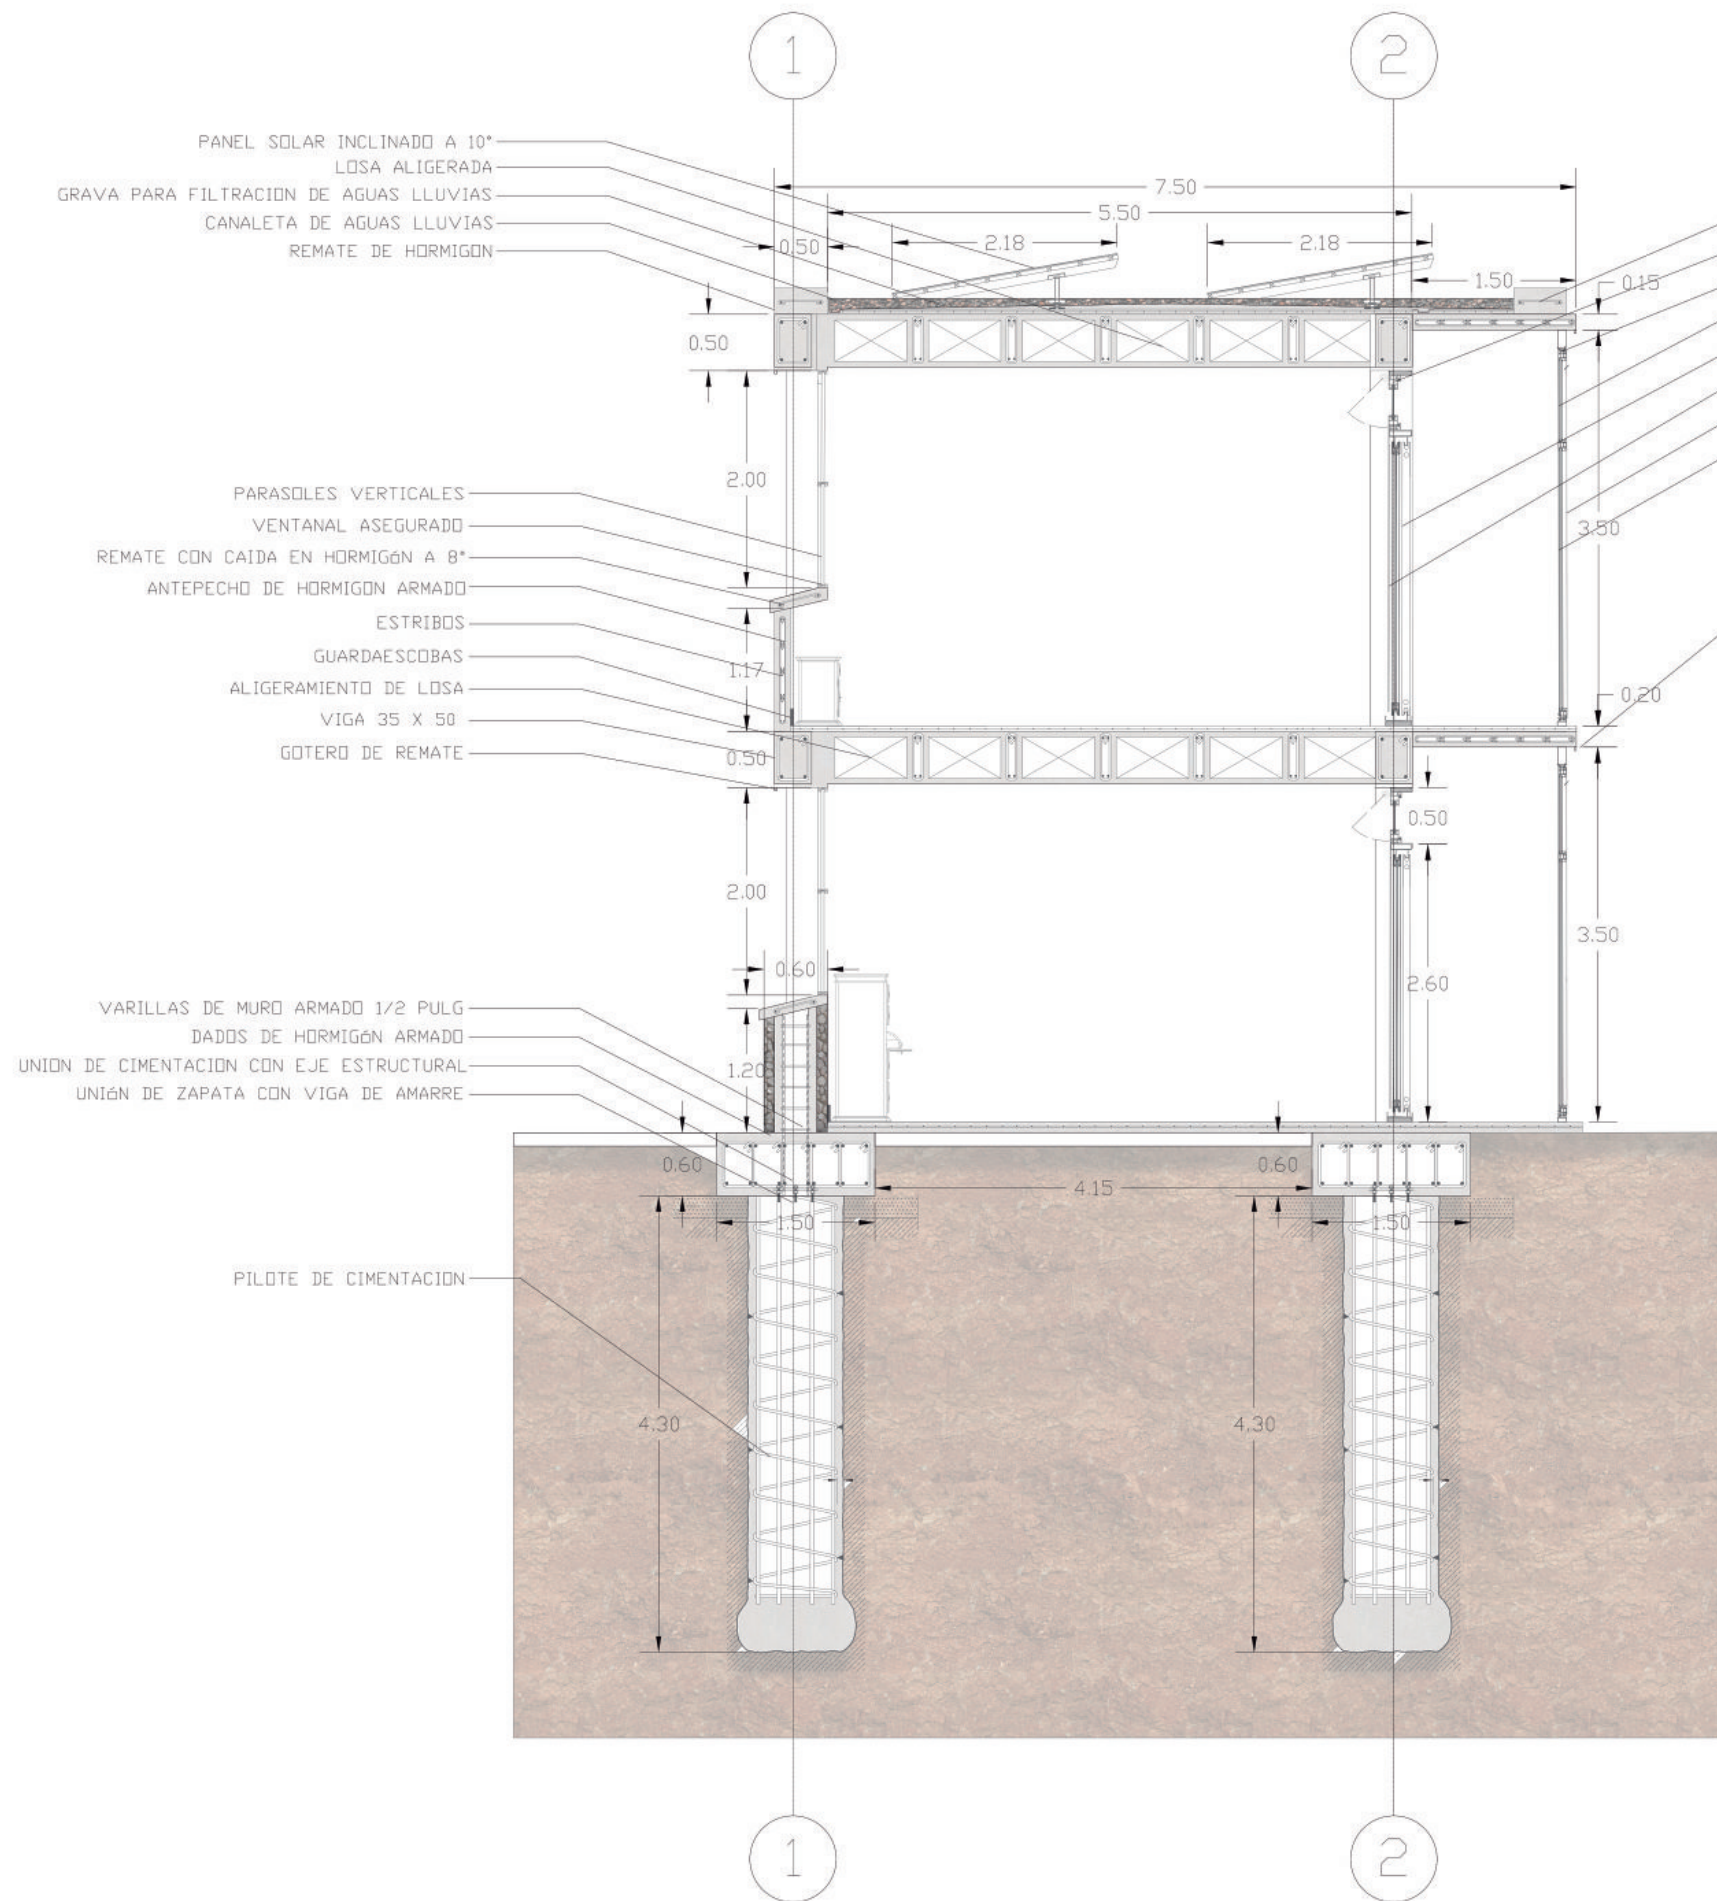 1
2
PANEL SOLAR INCLINADO A 10°
LOSA ALIGERADA
GRAVA PARA FILTRACION DE AGUAS LLUVIAS
CANALETA DE AGUAS LLUVIAS
REMATE DE HORMIGON
7.50
5.50
0.50
2.18
2.18
1.50
0.15
0.50
2.00
3.50
PARASOLES VERTICALES
VENTANAL ASEGURADO
REMATE CON CAIDA EN HORMIGóN A 8°
ANTEPECHO DE HORMIGON ARMADO
ESTRIBOS
GUARDAESCOBAS
ALIGERAMIENTO DE LOSA
VIGA 35 X 50
GOTERO DE REMATE
1.17
0.20
0.50
0.50
2.00
3.50
0.60
2.60
VARILLAS DE MURO ARMADO 1/2 PULG
DADOS DE HORMIGóN ARMADO
UNION DE CIMENTACION CON EJE ESTRUCTURAL
UNIóN DE ZAPATA CON VIGA DE AMARRE
1.20
0.60
0.60
4.15
1.50
1.50
PILOTE DE CIMENTACION
4.30
4.30
1
2